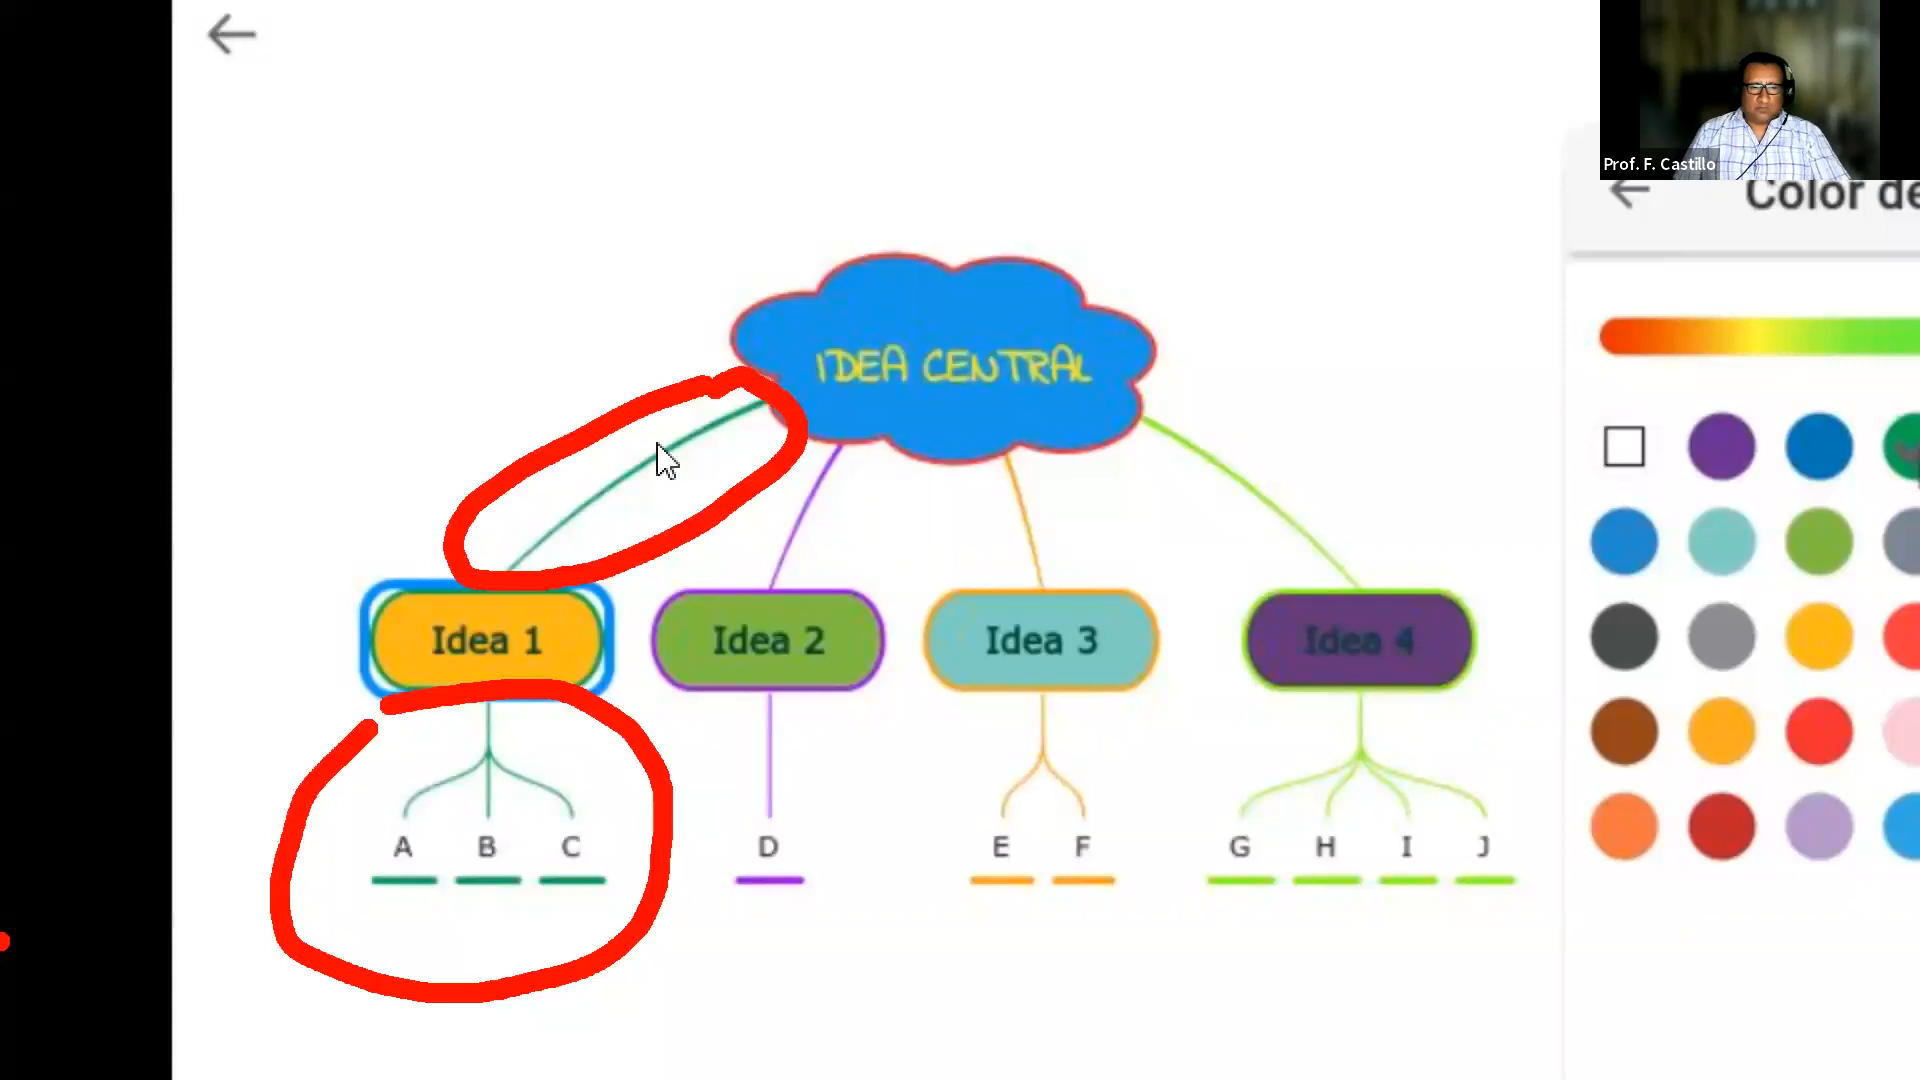 Prof. F. Castillo
Color de
IDEA CENTRAL
Idea 1
Idea 2
Idea 3
Idea 4
A B C
D
E F
G H I J